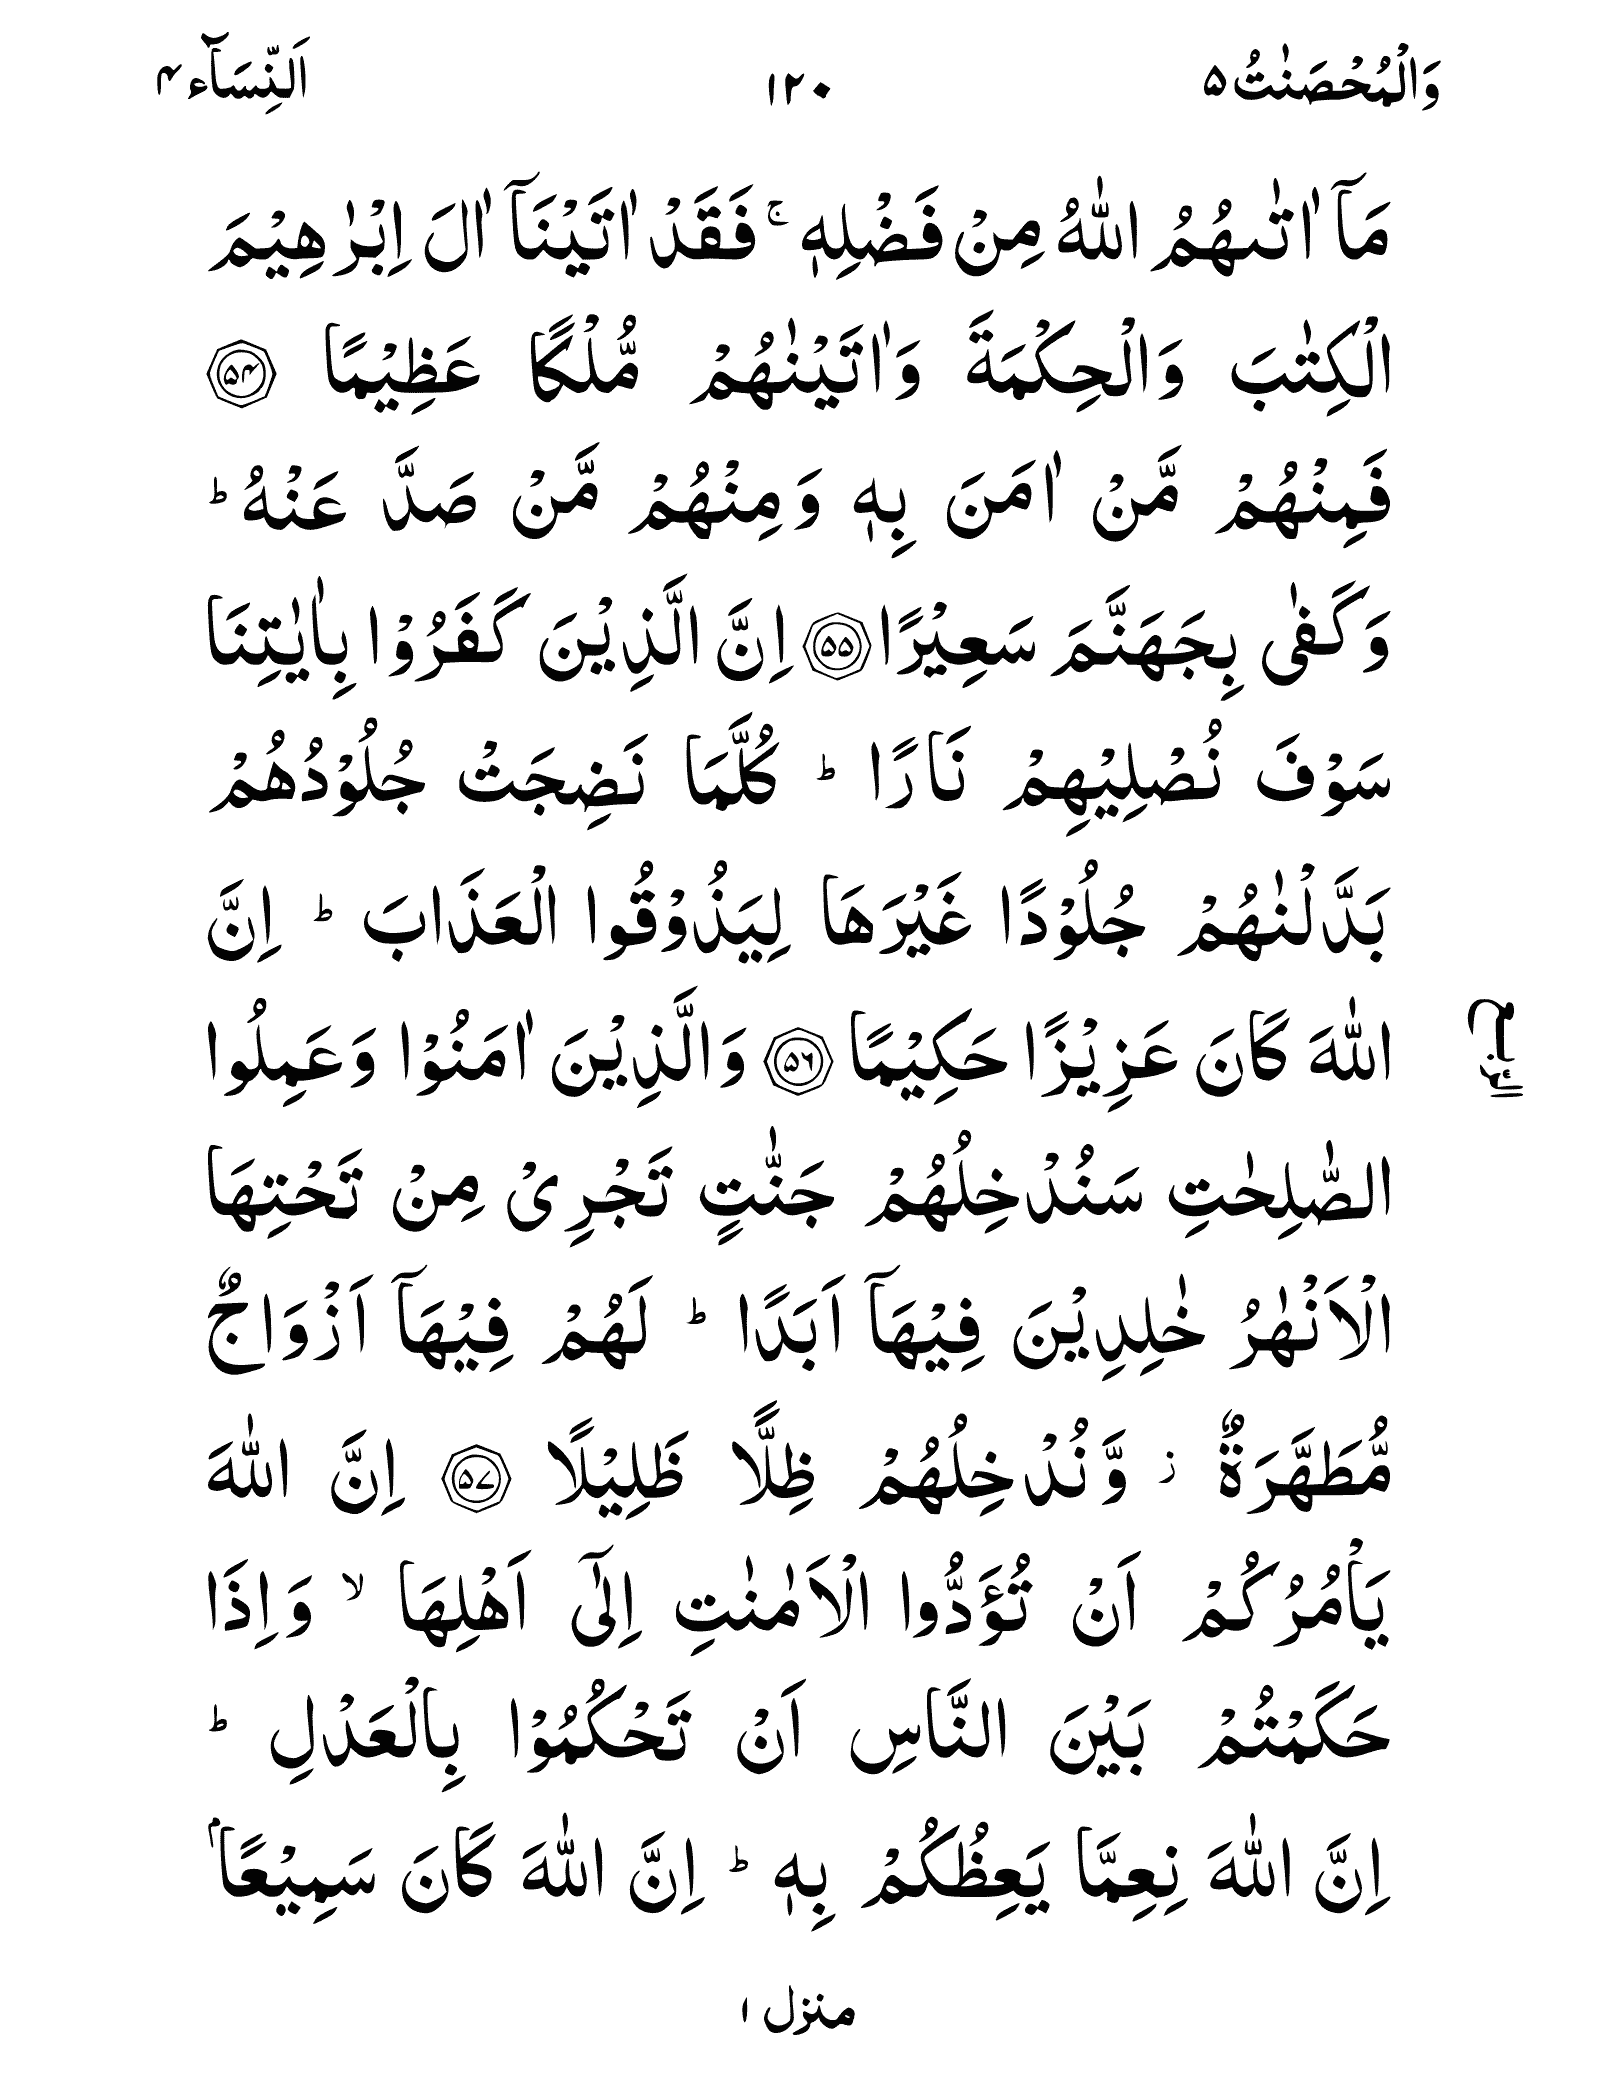 وَالْمُحْصَنٰتُ ۵ ۱۲۰ اَلنِّسَآء ۴
مَاۤ اٰتٰىهُمُ اللّٰهُ مِنْ فَضْلِهٖ ۚ فَقَدْ اٰتَيْنَاۤ اٰلَ اِبْرٰهِيْمَ
الْكِتٰبَ وَالْحِكْمَةَ وَاٰتَيْنٰهُمْ مُّلْكًا عَظِيْمًا ۝۵۴
فَمِنْهُمْ مَّنْ اٰمَنَ بِهٖ وَمِنْهُمْ مَّنْ صَدَّ عَنْهُ ؕ
وَكَفٰى بِجَهَنَّمَ سَعِيْرًا ۝۵۵ اِنَّ الَّذِيْنَ كَفَرُوْا بِاٰيٰتِنَا
سَوْفَ نُصْلِيْهِمْ نَارًا ؕ كُلَّمَا نَضِجَتْ جُلُوْدُهُمْ
بَدَّلْنٰهُمْ جُلُوْدًا غَيْرَهَا لِيَذُوْقُوا الْعَذَابَ ؕ اِنَّ
اللّٰهَ كَانَ عَزِيْزًا حَكِيْمًا ۝۵۶ وَالَّذِيْنَ اٰمَنُوْا وَعَمِلُوا
الصّٰلِحٰتِ سَنُدْخِلُهُمْ جَنّٰتٍ تَجْرِيْ مِنْ تَحْتِهَا
الْاَنْهٰرُ خٰلِدِيْنَ فِيْهَاۤ اَبَدًا ؕ لَهُمْ فِيْهَاۤ اَزْوَاجٌ
مُّطَهَّرَةٌ ؗ وَّنُدْخِلُهُمْ ظِلًّا ظَلِيْلًا ۝۵۷ اِنَّ اللّٰهَ
يَاْمُرُكُمْ اَنْ تُؤَدُّوا الْاَمٰنٰتِ اِلٰۤى اَهْلِهَا ۙ وَاِذَا
حَكَمْتُمْ بَيْنَ النَّاسِ اَنْ تَحْكُمُوْا بِالْعَدْلِ ؕ
اِنَّ اللّٰهَ نِعِمَّا يَعِظُكُمْ بِهٖ ؕ اِنَّ اللّٰهَ كَانَ سَمِيْعًاۢ
الربع
منزل ۱